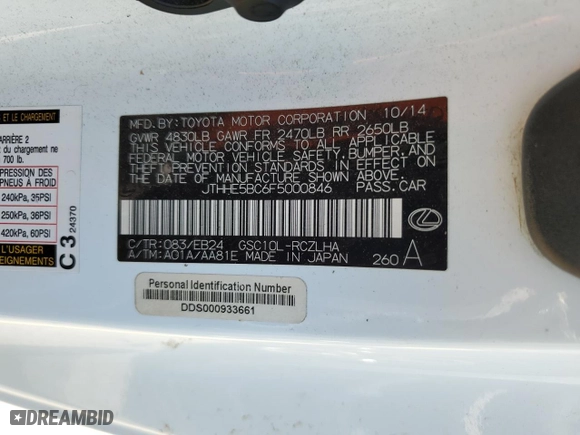 E ET LE CHARGEMENT
ARRIÈRE 2
du chargement ne
700 lb.
PRESSION DES
PNEUS À FROID
240kPa, 35PSI
250kPa, 36PSI
420kPa, 60PSI
L'USAGER
C 3 24370
MFD. BY: TOYOTA MOTOR CORPORATION 10/14
GVWR 4830LB GAWR FR 2470LB RR 2650LB
THIS VEHICLE CONFORMS TO ALL APPLICABLE
FEDERAL MOTOR VEHICLE SAFETY, BUMPER, AND
THEFT PREVENTION STANDARDS IN EFFECT ON
THE DATE OF MANUFACTURE SHOWN ABOVE.
JTHHE5BC6F5000846 PASS. CAR
C/TR: 083/EB24 GSC10L-RCZLHA
A/TM: A01A/AA81E MADE IN JAPAN 260 A
Personal Identification Number
DDS000933661
DREAMBID